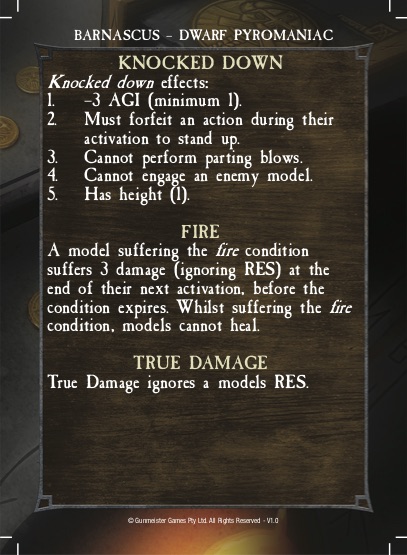 BARNASCUS – DWARF PYROMANIAC
KNOCKED DOWN
Knocked down effects:
1. -3 AGI (minimum 1).
2. Must forfeit an action during their
activation to stand up.
3. Cannot perform parting blows.
4. Cannot engage an enemy model.
5. Has height (1).
FIRE
A model suffering the fire condition
suffers 3 damage (ignoring RES) at the
end of their next activation, before the
condition expires. Whilst suffering the fire
condition, models cannot heal.
TRUE DAMAGE
True Damage ignores a models RES.
© Gunmeister Games Pty Ltd. All Rights Reserved - V1.0